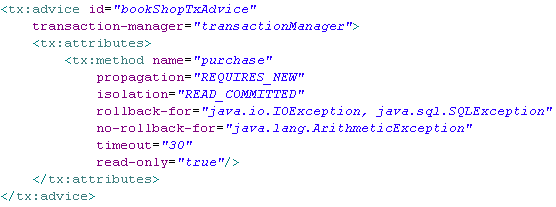 <tx:advice id="bookShopTxAdvice"
    transaction-manager="transactionManager">
    <tx:attributes>
        <tx:method name="purchase"
            propagation="REQUIRES_NEW"
            isolation="READ_COMMITTED"
            rollback-for="java.io.IOException, java.sql.SQLException"
            no-rollback-for="java.lang.ArithmeticException"
            timeout="30"
            read-only="true"/>
    </tx:attributes>
</tx:advice>